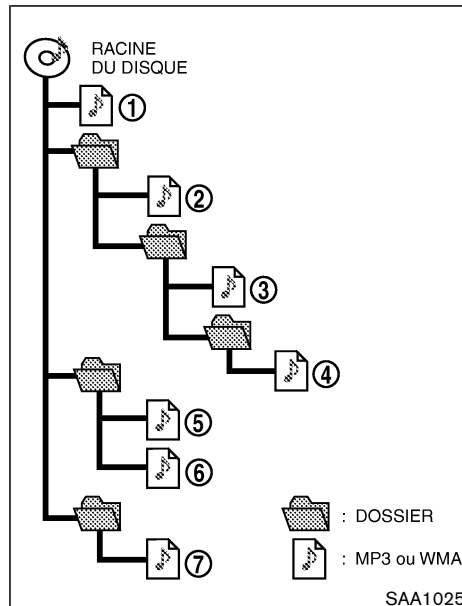 RACINE
DU DISQUE
①
②
③
④
⑤
⑥
⑦
: DOSSIER
: MP3 ou WMA
SAA1025